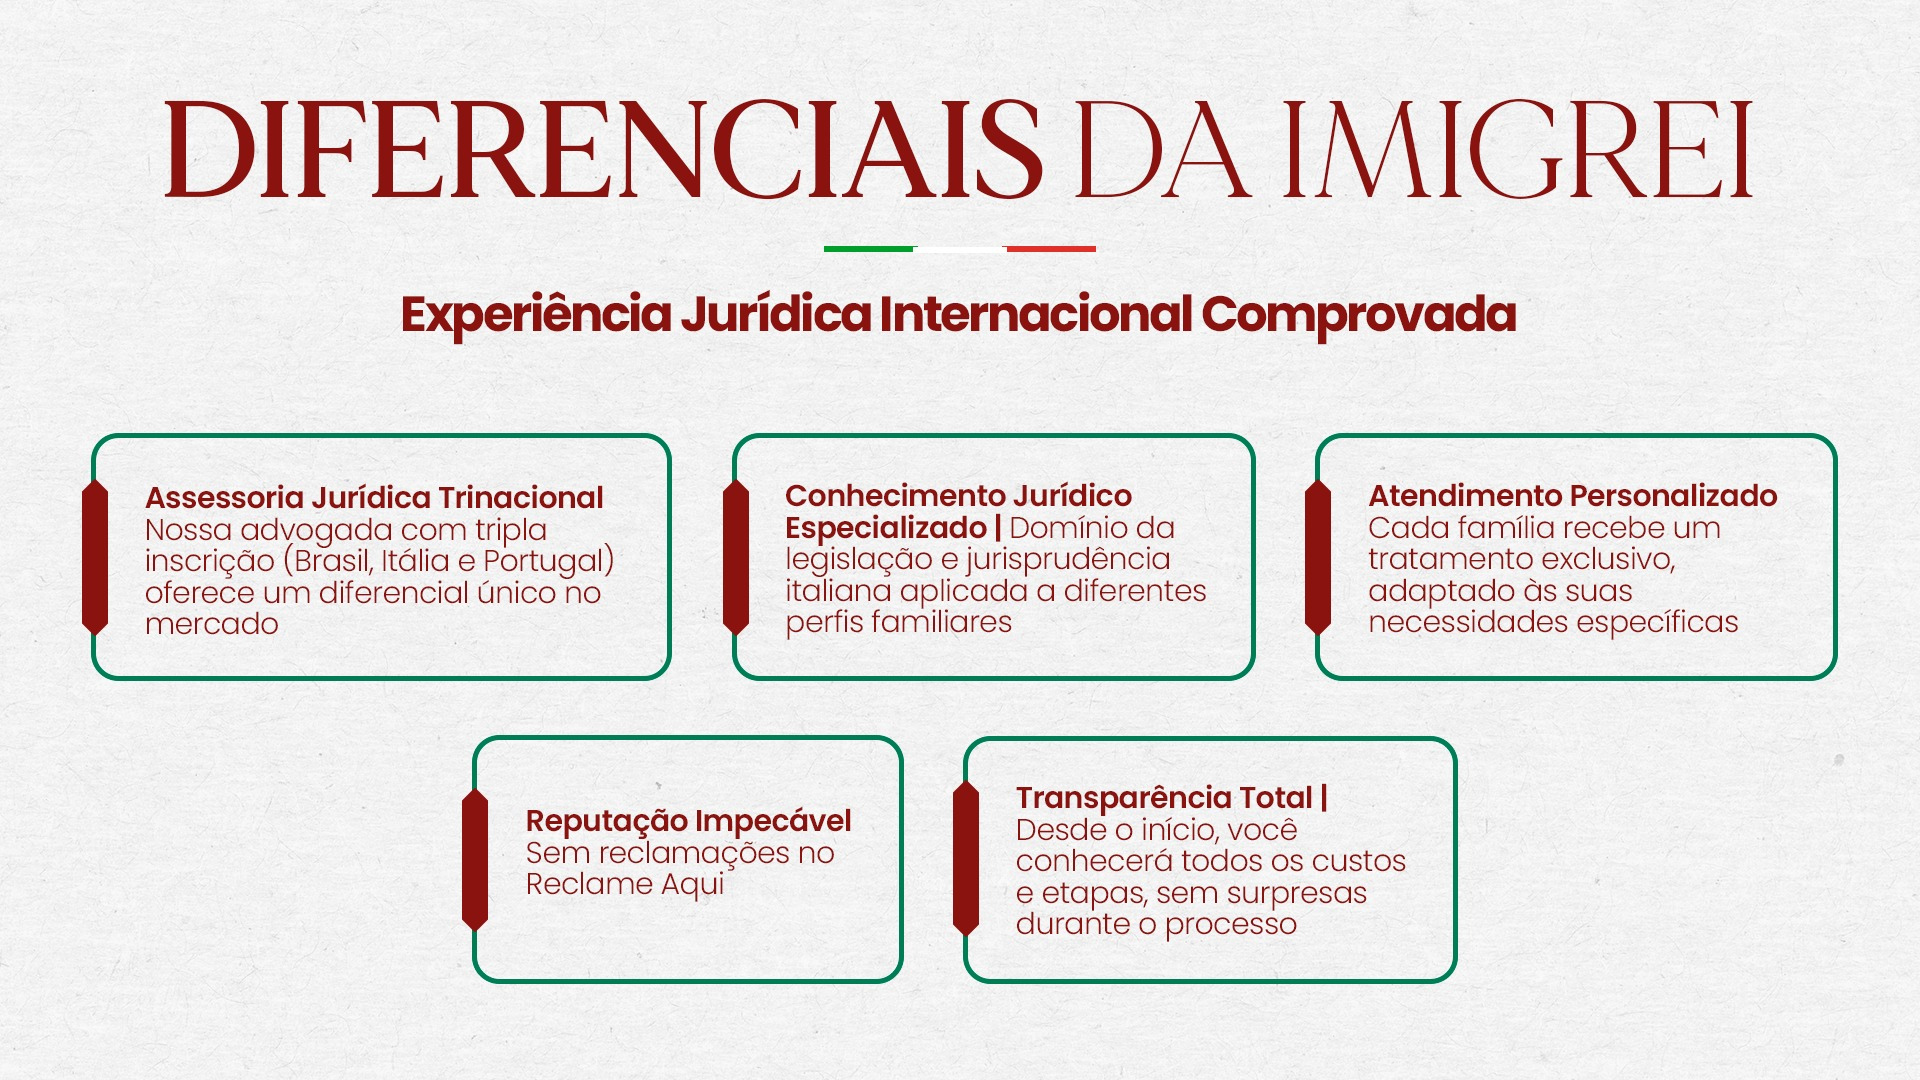 DIFERENCIAIS DA IMIGREI
Experiência Jurídica Internacional Comprovada
Assessoria Jurídica Trinacional
Nossa advogada com tripla
inscrição (Brasil, Itália e Portugal)
oferece um diferencial único no
mercado
Conhecimento Jurídico
Especializado | Domínio da
legislação e jurisprudência
italiana aplicada a diferentes
perfis familiares
Atendimento Personalizado
Cada família recebe um
tratamento exclusivo,
adaptado às suas
necessidades específicas
Reputação Impecável
Sem reclamações no
Reclame Aqui
Transparência Total |
Desde o início, você
conhecerá todos os custos
e etapas, sem surpresas
durante o processo